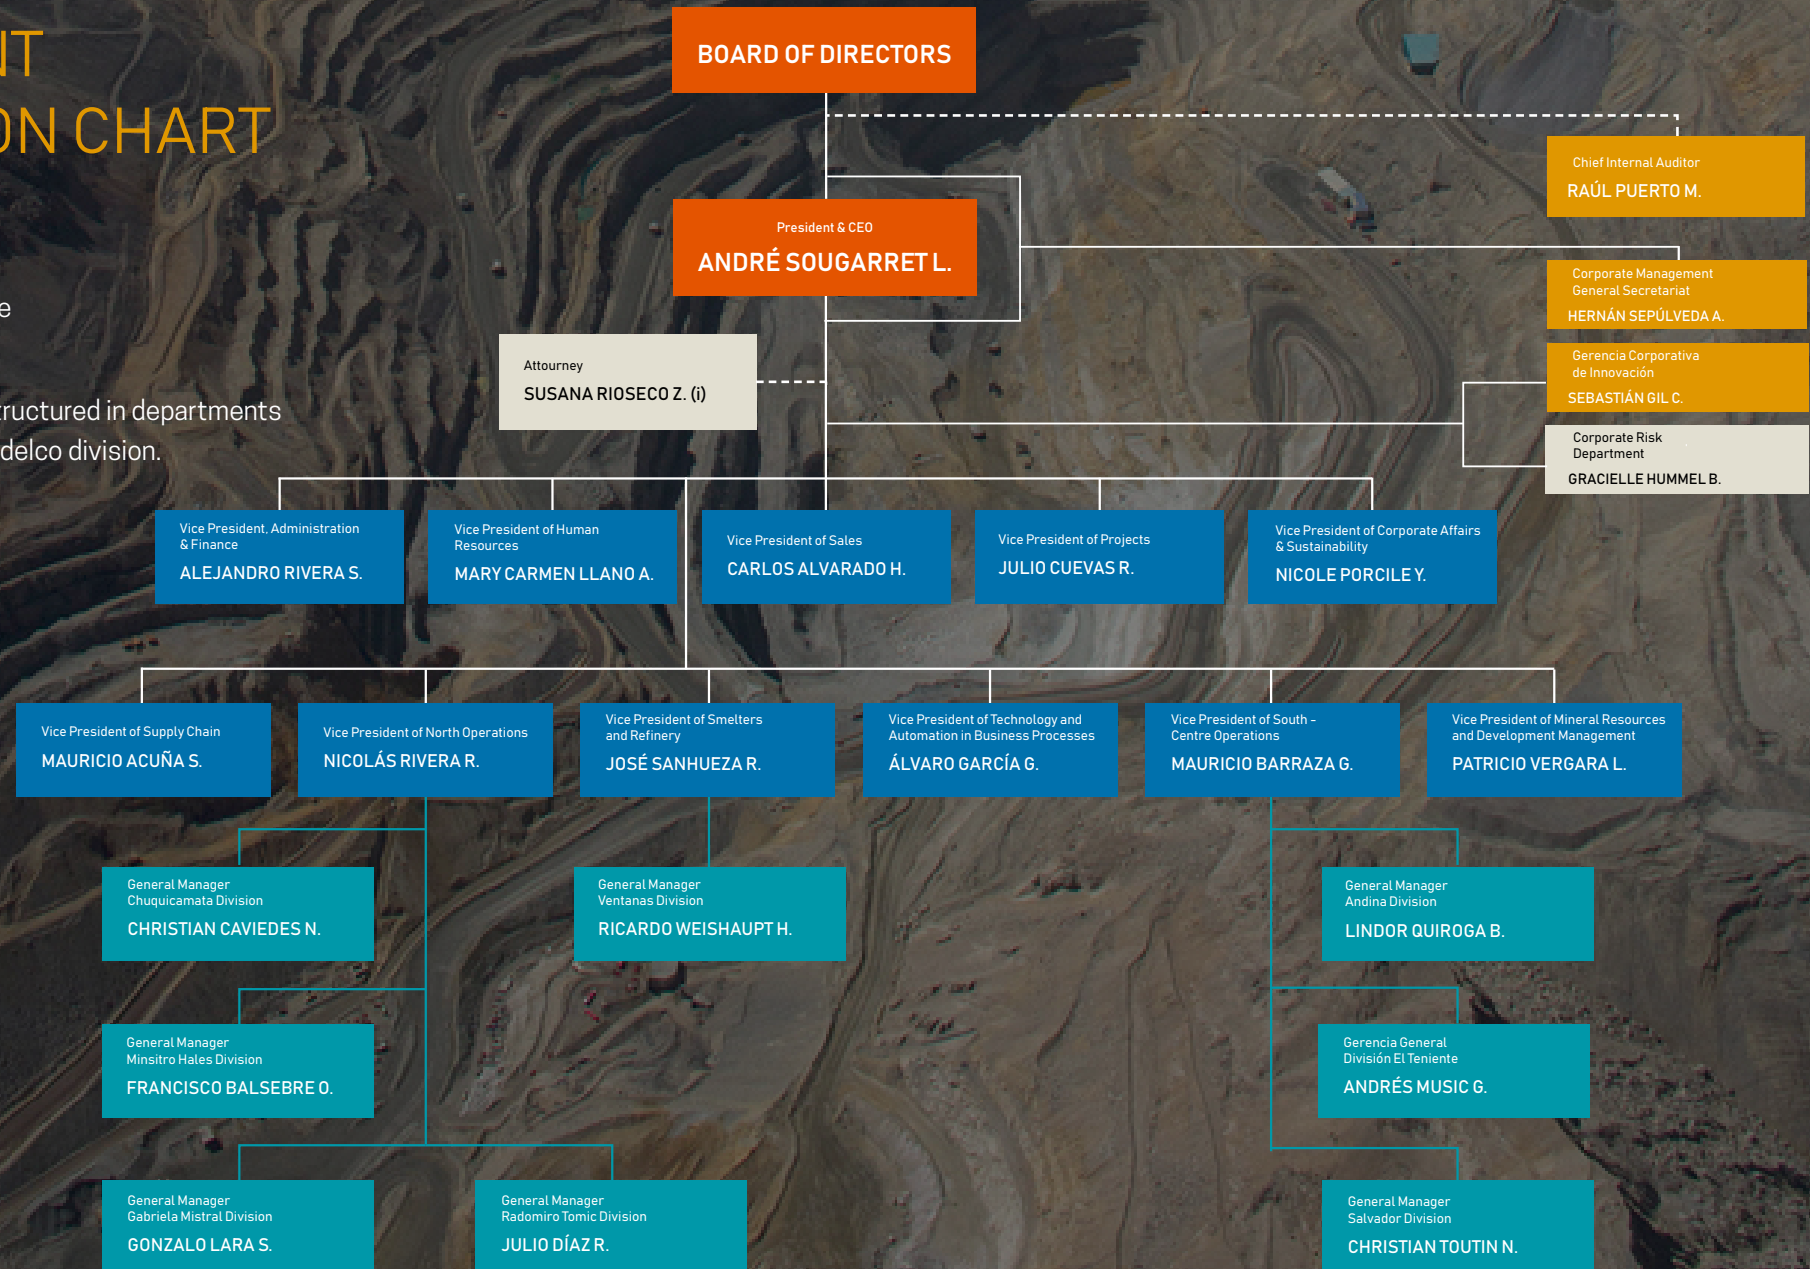 NT
ON CHART
e
tructured in departments
delco division.
BOARD OF DIRECTORS
Chief Internal Auditor
RAÚL PUERTO M.
President & CEO
ANDRÉ SOUGARRET L.
Corporate Management
General Secretariat
HERNÁN SEPÚLVEDA A.
Attourney
SUSANA RIOSECO Z. (i)
Gerencia Corporativa
de Innovación
SEBASTIÁN GIL C.
Corporate Risk
Department
GRACIELLE HUMMEL B.
Vice President, Administration
& Finance
ALEJANDRO RIVERA S.
Vice President of Human
Resources
MARY CARMEN LLANO A.
Vice President of Sales
CARLOS ALVARADO H.
Vice President of Projects
JULIO CUEVAS R.
Vice President of Corporate Affairs
& Sustainability
NICOLE PORCILE Y.
Vice President of Supply Chain
MAURICIO ACUÑA S.
Vice President of North Operations
NICOLÁS RIVERA R.
Vice President of Smelters
and Refinery
JOSÉ SANHUEZA R.
Vice President of Technology and
Automation in Business Processes
ÁLVARO GARCÍA G.
Vice President of South -
Centre Operations
MAURICIO BARRAZA G.
Vice President of Mineral Resources
and Development Management
PATRICIO VERGARA L.
General Manager
Chuquicamata Division
CHRISTIAN CAVIEDES N.
General Manager
Ventanas Division
RICARDO WEISHAUPT H.
General Manager
Andina Division
LINDOR QUIROGA B.
General Manager
Minsitro Hales Division
FRANCISCO BALSEBRE O.
Gerencia General
División El Teniente
ANDRÉS MUSIC G.
General Manager
Gabriela Mistral Division
GONZALO LARA S.
General Manager
Radomiro Tomic Division
JULIO DÍAZ R.
General Manager
Salvador Division
CHRISTIAN TOUTIN N.